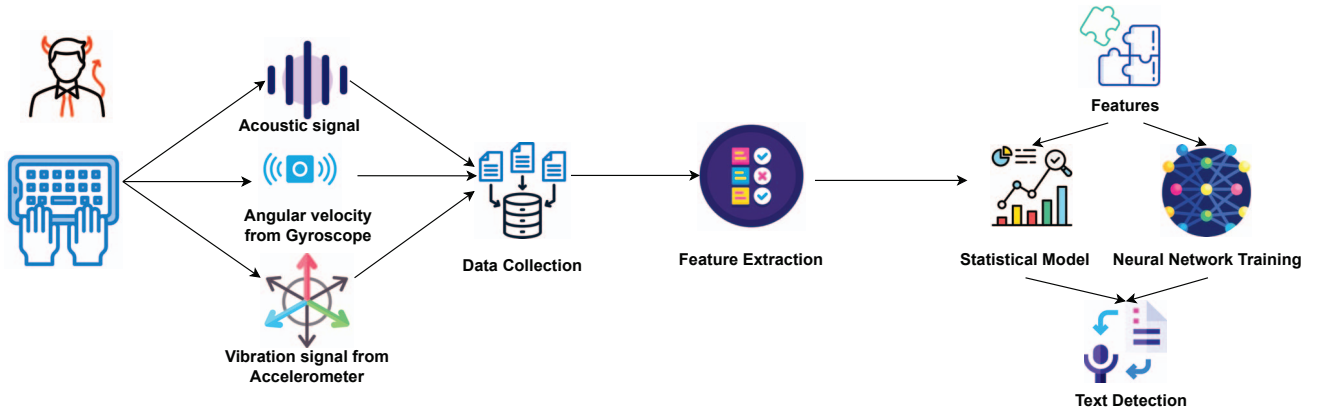 Acoustic signal
Angular velocity
from Gyroscope
Vibration signal from
Accelerometer
Data Collection
Feature Extraction
Features
Statistical Model
Neural Network Training
Text Detection